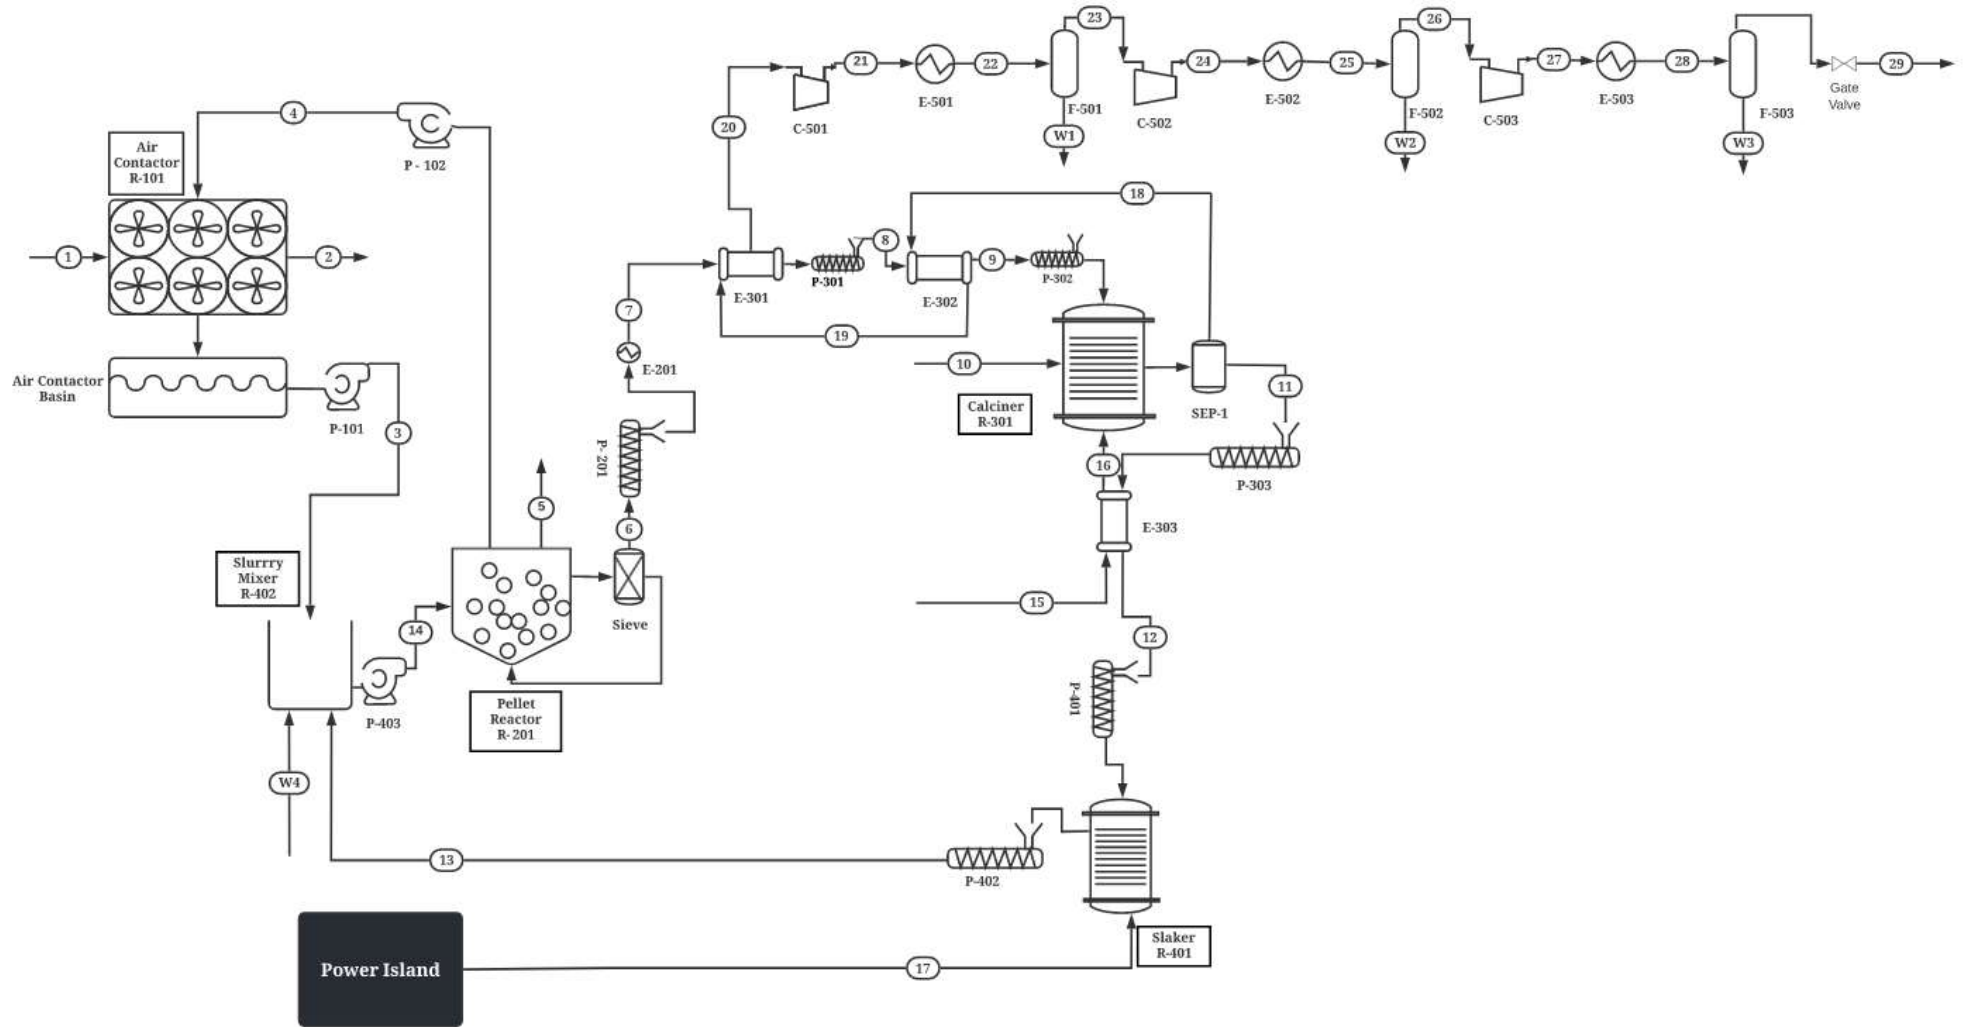 23
26
21
22
24
25
27
28
29
E-501
F-501
C-501
C-502
E-502
F-502
C-503
E-503
F-503
Gate
Valve
W1
W2
W3
20
4
P - 102
Air
Contactor
R-101
1
2
18
8
9
P-301
P-302
E-301
E-302
7
19
10
E-201
Air Contactor
Basin
P-101
3
Calciner
R-301
SEP-1
11
P- 201
16
P-303
5
6
E-303
Slurrry
Mixer
R-402
Sieve
14
15
12
P-401
P-403
Pellet
Reactor
R- 201
W4
13
P-402
Slaker
R-401
Power Island
17